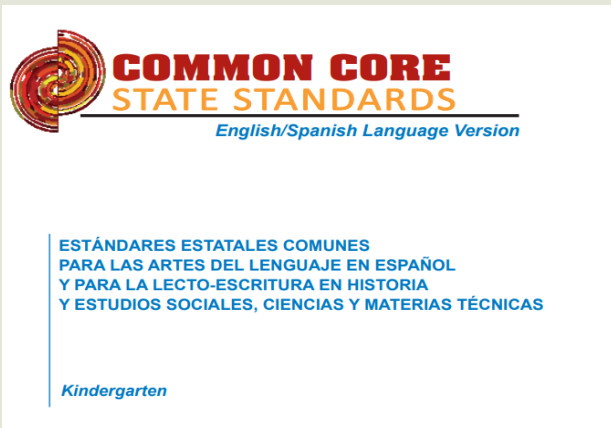 COMMON CORE
STATE STANDARDS
English/Spanish Language Version
ESTÁNDARES ESTATALES COMUNES
PARA LAS ARTES DEL LENGUAJE EN ESPAÑOL
Y PARA LA LECTO-ESCRITURA EN HISTORIA
Y ESTUDIOS SOCIALES, CIENCIAS Y MATERIAS TÉCNICAS
Kindergarten